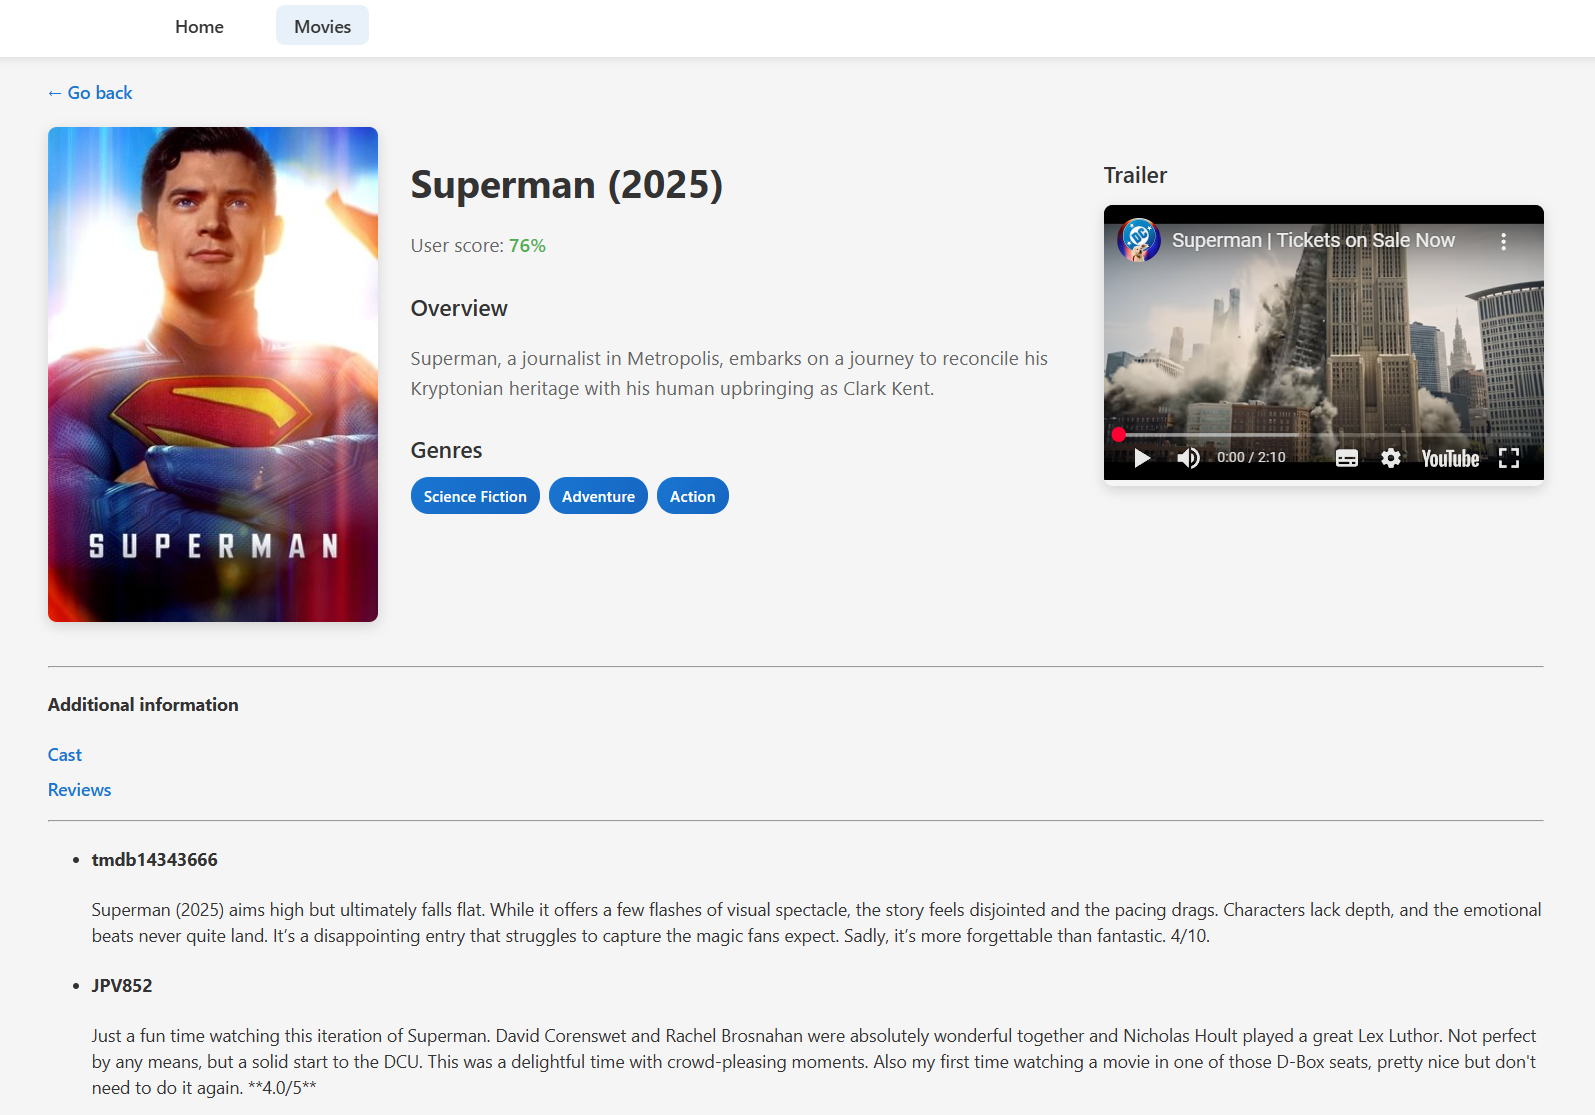 Home
Movies
← Go back
SUPERMAN
Superman (2025)
User score: 76%
Overview
Superman, a journalist in Metropolis, embarks on a journey to reconcile his
Kryptonian heritage with his human upbringing as Clark Kent.
Genres
Science Fiction
Adventure
Action
Trailer
DC
Superman | Tickets on Sale Now
0:00 / 2:10
YouTube
Additional information
Cast
Reviews
• tmdb14343666
Superman (2025) aims high but ultimately falls flat. While it offers a few flashes of visual spectacle, the story feels disjointed and the pacing drags. Characters lack depth, and the emotional
beats never quite land. It’s a disappointing entry that struggles to capture the magic fans expect. Sadly, it’s more forgettable than fantastic. 4/10.
• JPV852
Just a fun time watching this iteration of Superman. David Corenswet and Rachel Brosnahan were absolutely wonderful together and Nicholas Hoult played a great Lex Luthor. Not perfect
by any means, but a solid start to the DCU. This was a delightful time with crowd-pleasing moments. Also my first time watching a movie in one of those D-Box seats, pretty nice but don't
need to do it again. **4.0/5**